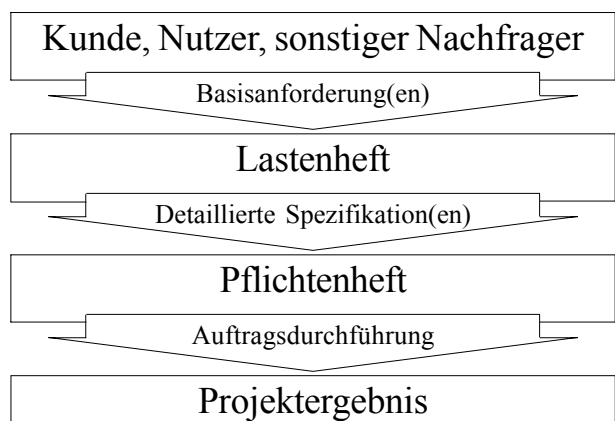 Kunde, Nutzer, sonstiger Nachfrager
Basisanforderung(en)
Lastenheft
Detaillierte Spezifikation(en)
Pflichtenheft
Auftragsdurchführung
Projektergebnis